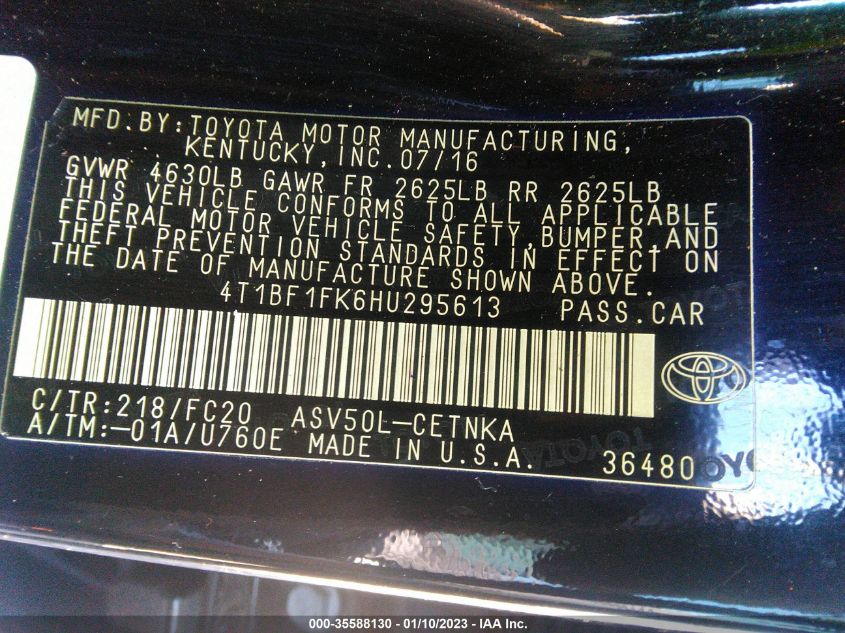 MFD.BY:TOYOTA MOTOR MANUFACTURING,
KENTUCKY,INC.07/16
GVWR 4630LB GAWR FR 2625LB RR 2625LB
THIS VEHICLE CONFORMS TO ALL APPLICABLE
FEDERAL MOTOR VEHICLE SAFETY,BUMPER,AND
THEFT PREVENTION STANDARDS IN EFFECT ON
THE DATE OF MANUFACTURE SHOWN ABOVE.
4T1BF1FK6HU295613 PASS.CAR
C/TR:218/FC20 ASV50L-CETNKA
A/TM:-01A/U760E MADE IN U.S.A. 36480
TOYOTA
000-35588130 - 01/10/2023 - IAA Inc.